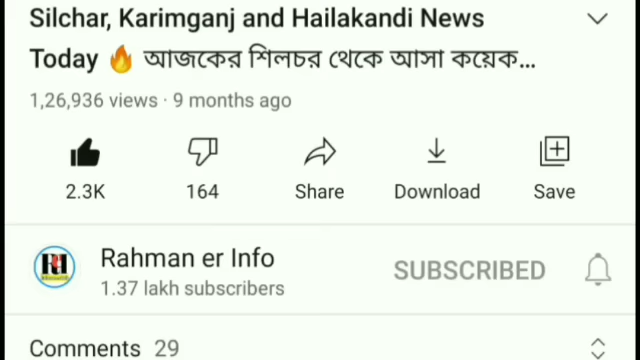 Silchar, Karimganj and Hailakandi News
Today 🔥 আজকের শিলচর থেকে আসা কয়েক...
1,26,936 views · 9 months ago
2.3K 164 Share Download Save
Rahman er Info
SUBSCRIBED
1.37 lakh subscribers
Comments 29